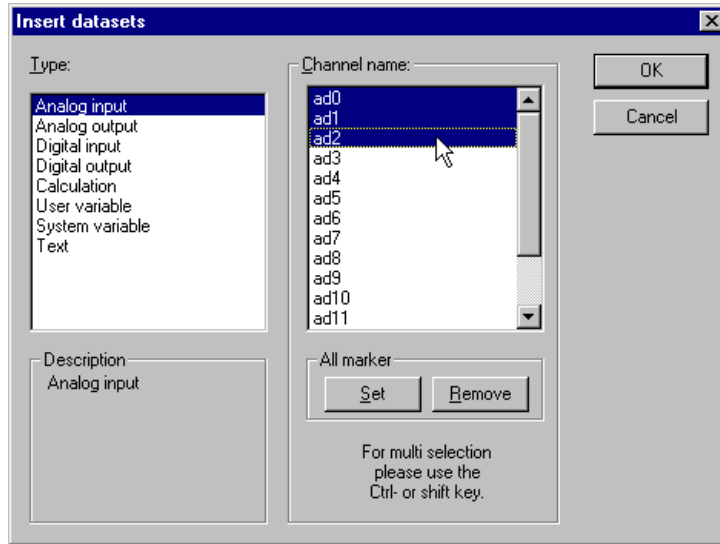 Insert datasets
Type:
Analog input
Analog output
Digital input
Digital output
Calculation
User variable
System variable
Text
Description
Analog input
Channel name:
ad0
ad1
ad2
ad3
ad4
ad5
ad6
ad7
ad8
ad9
ad10
ad11
All marker
Set
Remove
For multi selection
please use the
Ctrl- or shift key.
OK
Cancel